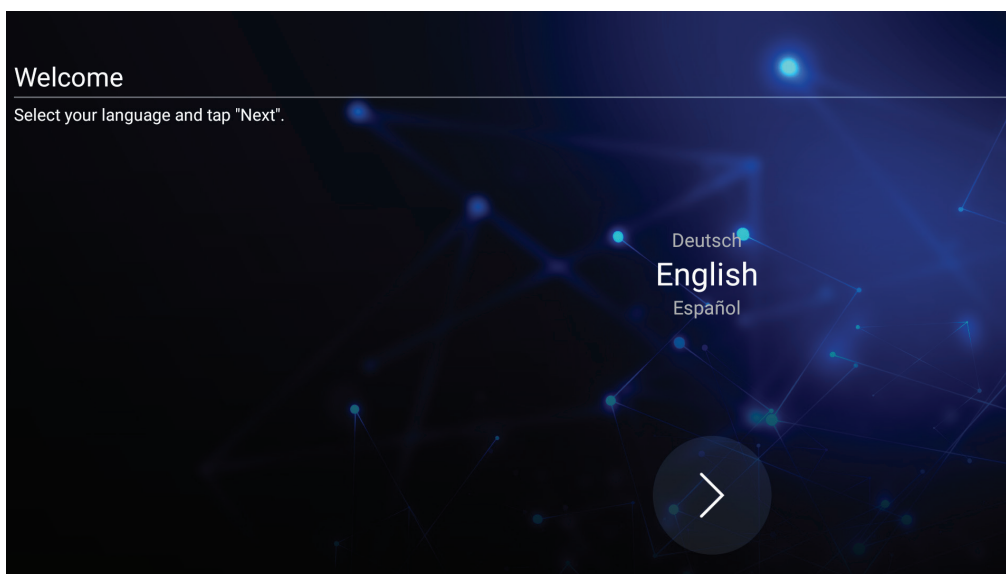 Welcome
Select your language and tap "Next".
Deutsch
English
Español